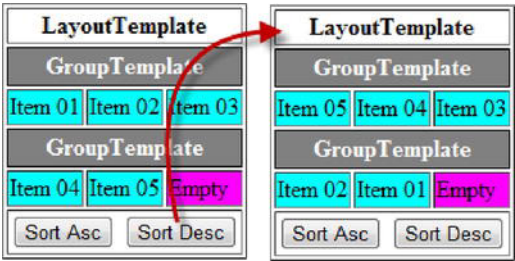 LayoutTemplate
GroupTemplate
Item 01 Item 02 Item 03
GroupTemplate
Item 04 Item 05 Empty
Sort Asc Sort Desc
LayoutTemplate
GroupTemplate
Item 05 Item 04 Item 03
GroupTemplate
Item 02 Item 01 Empty
Sort Asc Sort Desc